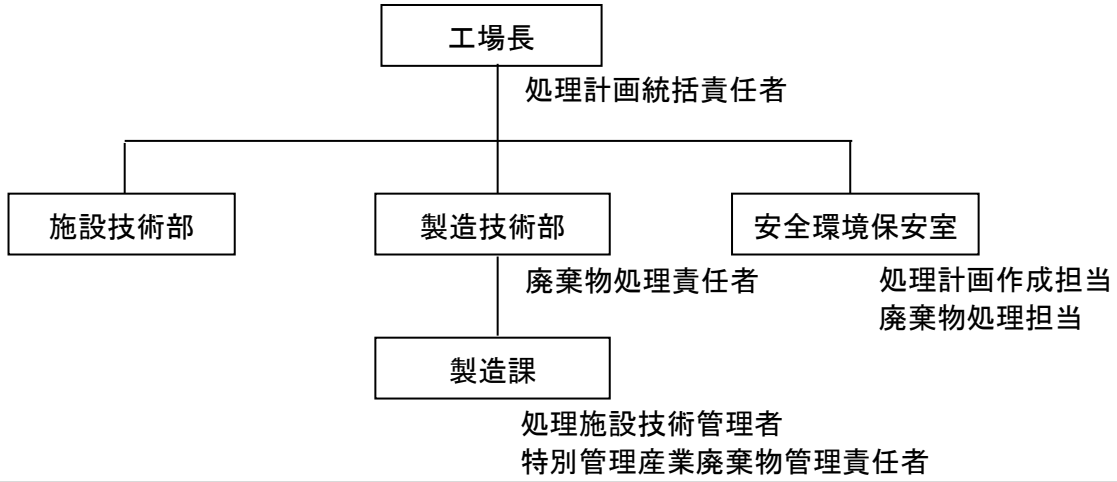 工場長
処理計画統括責任者
施設技術部
製造技術部
安全環境保安室
廃棄物処理責任者
処理計画作成担当
廃棄物処理担当
製造課
処理施設技術管理者
特別管理産業廃棄物管理責任者